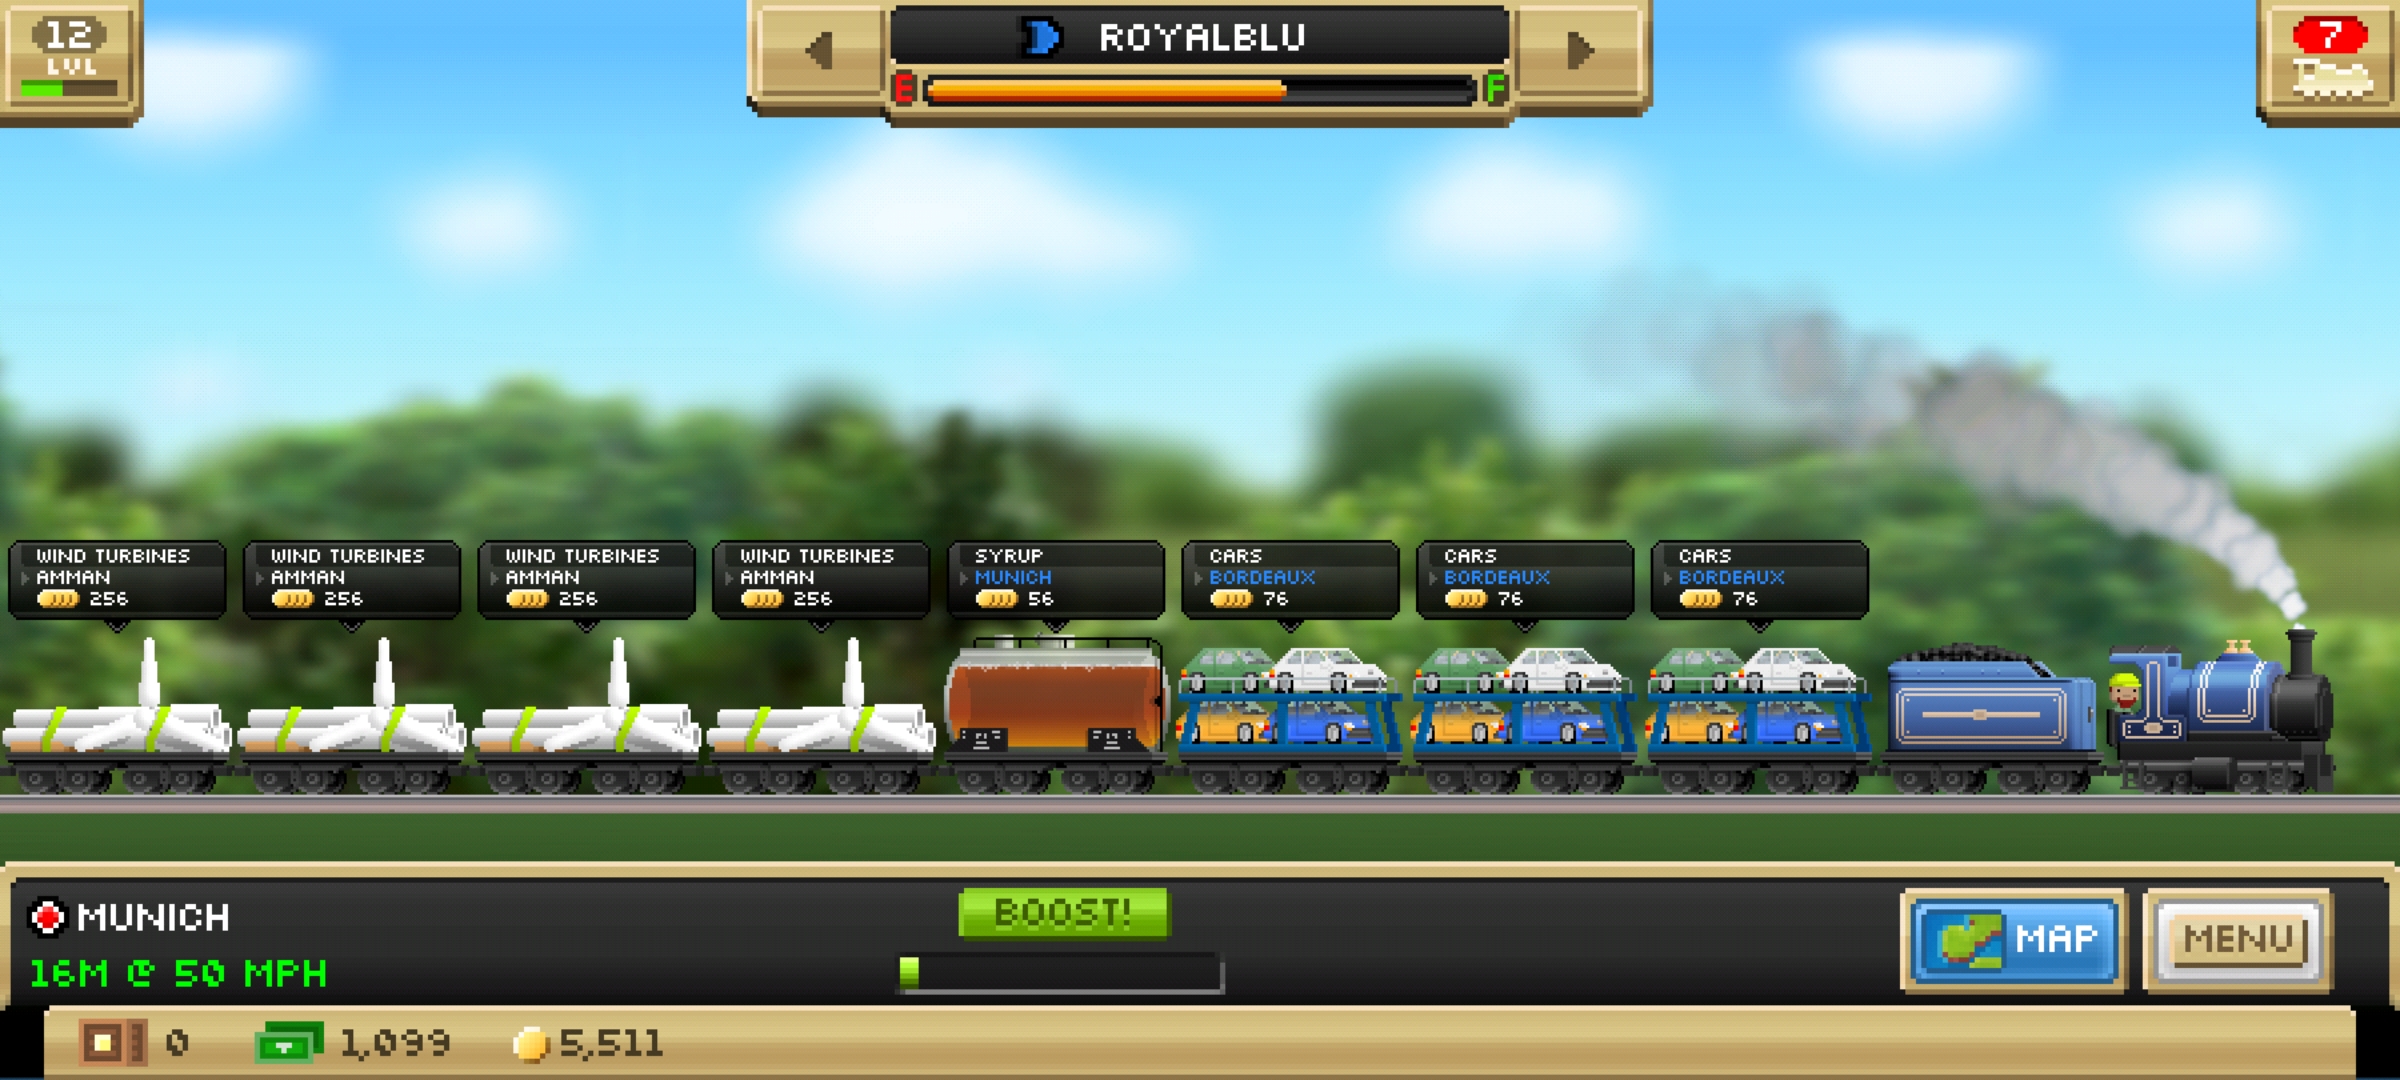 12
LVL
ROYALBLU
E F
7
WIND TURBINES
AMMAN
256
WIND TURBINES
AMMAN
256
WIND TURBINES
AMMAN
256
WIND TURBINES
AMMAN
256
SYRUP
MUNICH
56
CARS
BORDEAUX
76
CARS
BORDEAUX
76
CARS
BORDEAUX
76
MUNICH
16M @ 50 MPH
BOOST!
MAP
MENU
0 1,099 5,511